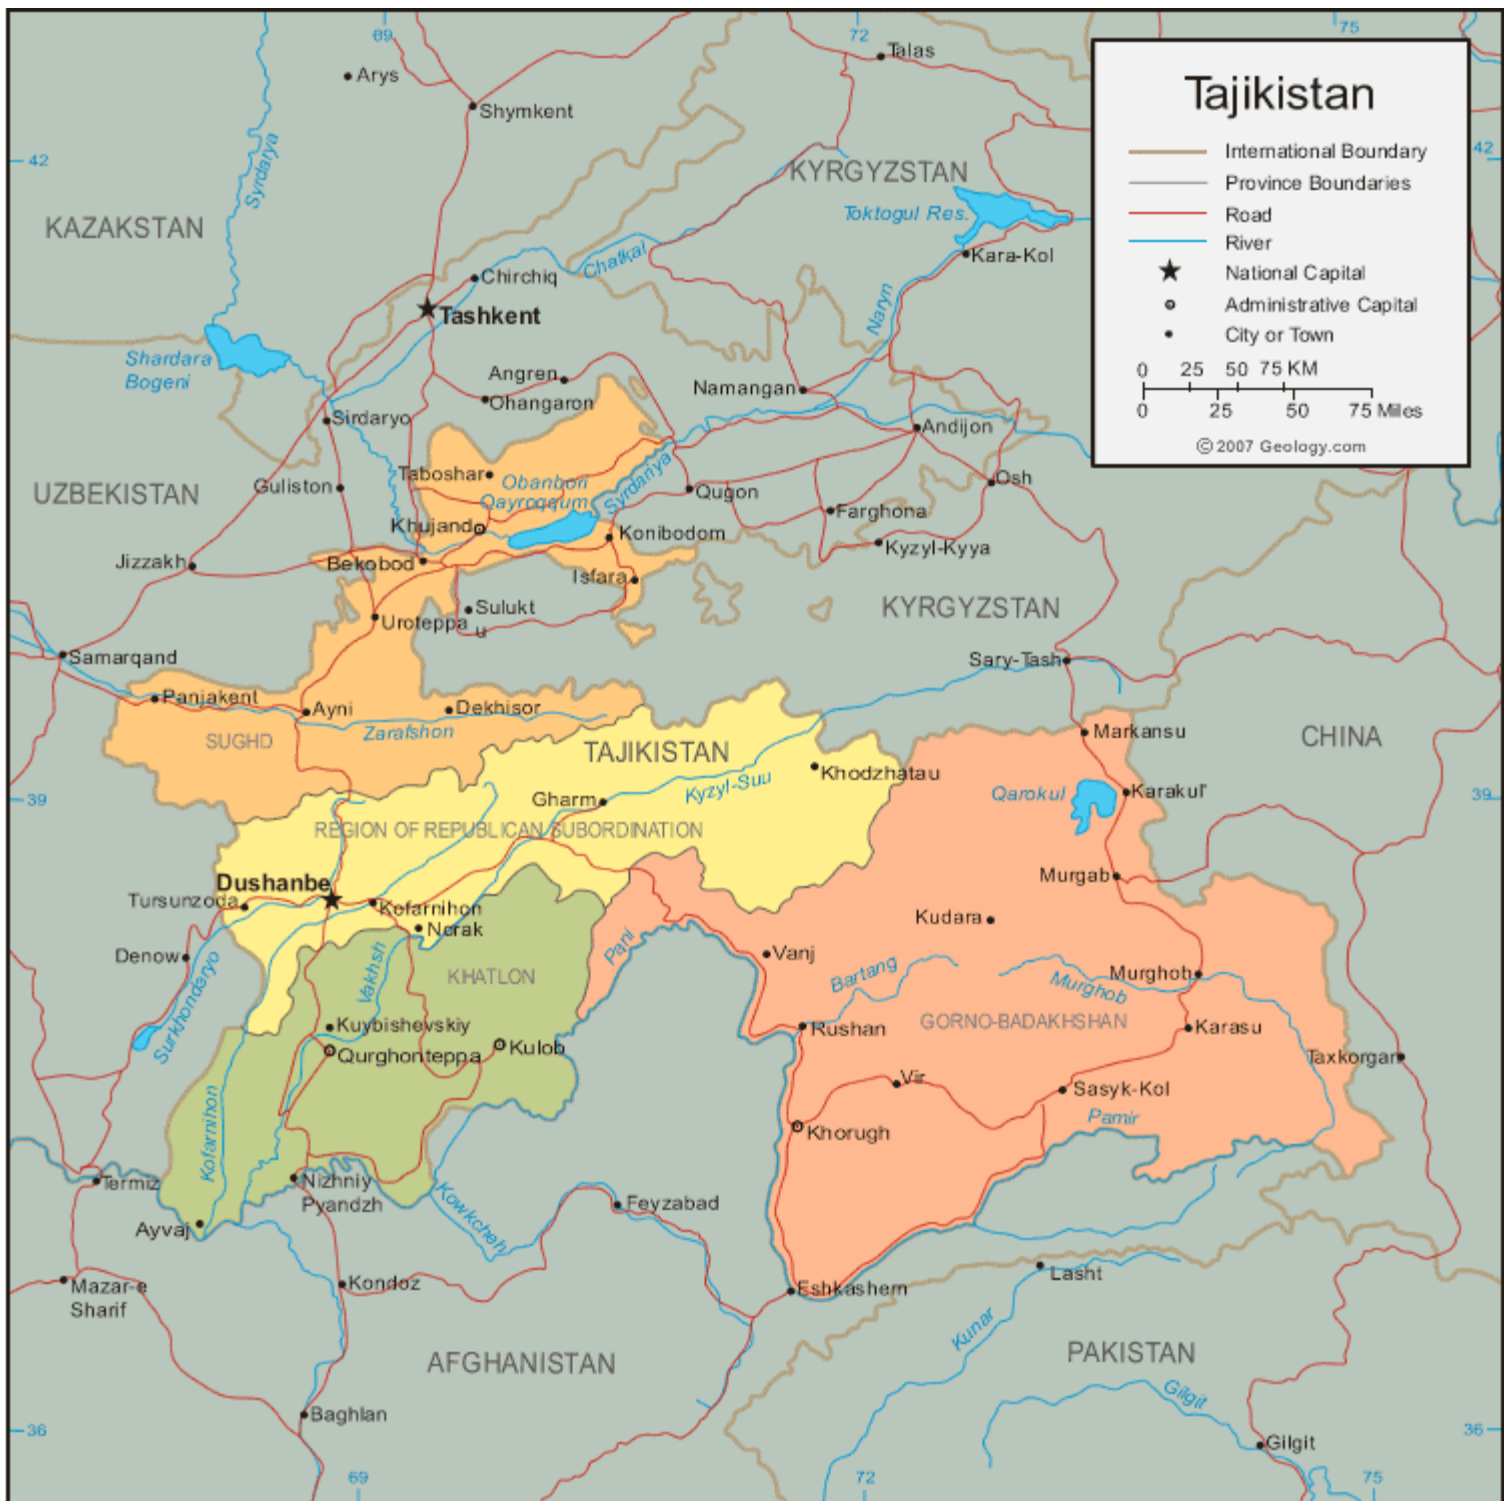 69
72
75
Talas
Arys
Shymkent
Tajikistan
International Boundary
Province Boundaries
Road
River
National Capital
Administrative Capital
City or Town
0 25 50 75 KM
0 25 50 75 Miles
© 2007 Geology.com
42
42
Syrdarya
KYRGYZSTAN
Toktogul Res.
KAZAKSTAN
Kara-Kol
Chatkal
Chirchiq
Naryn
Tashkent
Shardara
Bogeni
Angren
Namangan
Ohangaron
Sirdaryo
Andijon
Taboshar
Obanbori
Qayroqqum
Syrdariya
UZBEKISTAN
Guliston
Qugon
Osh
Farghona
Khujand
Konibodom
Kyzyl-Kyya
Jizzakh
Bekobod
Isfara
Sulukt
u
KYRGYZSTAN
Uroteppa
Samarqand
Sary-Tash
Panjakent
Ayni
Dekhisor
Zarafshon
SUGHD
TAJIKISTAN
Markansu
CHINA
Khodzhatau
Kyzyl-Suu
39
Gharm
Qarokul
Karakul'
39
REGION OF REPUBLICAN SUBORDINATION
Dushanbe
Murgab
Tursunzoda
Kofarnihon
Kudara
Norak
Pani
Vanj
Denow
Surkhondaryo
Vakhsh
KHATLON
Bartang
Murghob
Murghob
Kuybishevskiy
Rushan
GORNO-BADAKHSHAN
Karasu
Qurghonteppa
Kulob
Taxkorgan
Vir
Sasyk-Kol
Kofarnihon
Khorugh
Pamir
Termiz
Nizhniy
Pyandzh
Kowkcheh
Feyzabad
Ayvaj
Mazar-e
Sharif
Kondoz
Eshkashem
Lasht
Kunar
AFGHANISTAN
PAKISTAN
Gilgit
Baghlan
36
36
Gilgit
69
72
75